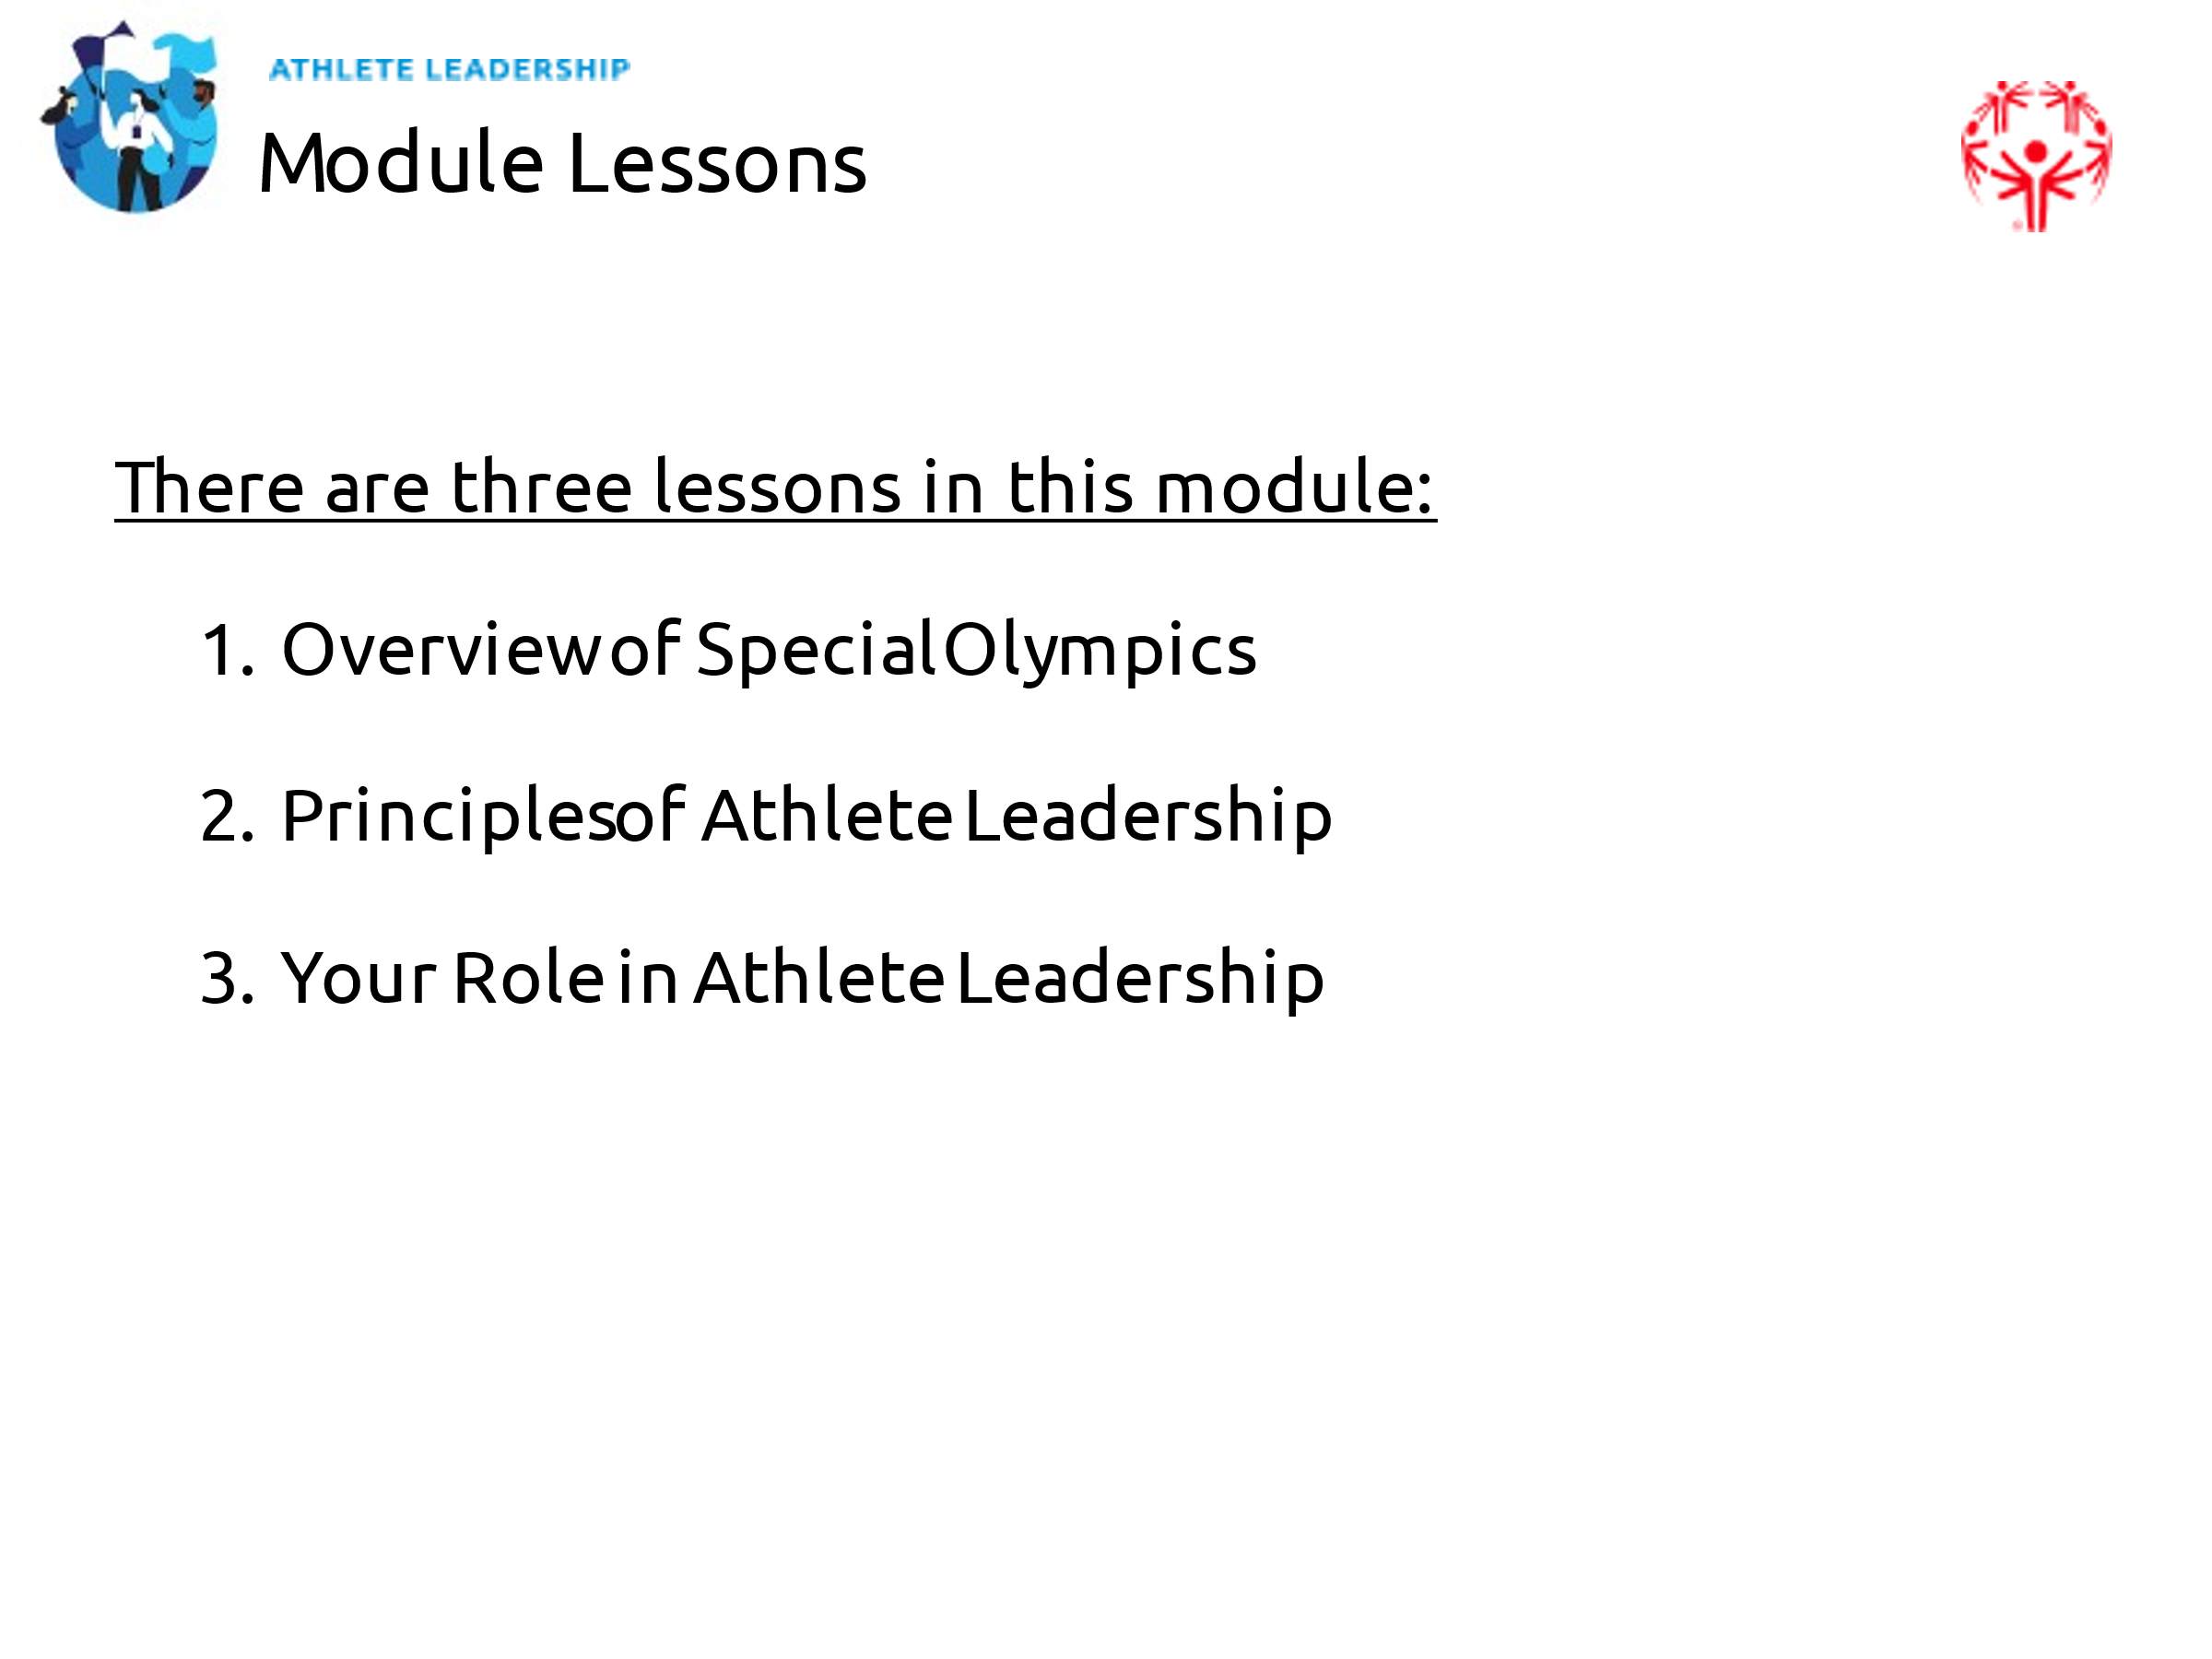 ATHLETE LEADERSHIP
Module Lessons
There are three lessons in this module:
1. Overview of Special Olympics
2. Principles of Athlete Leadership
3. Your Role in Athlete Leadership